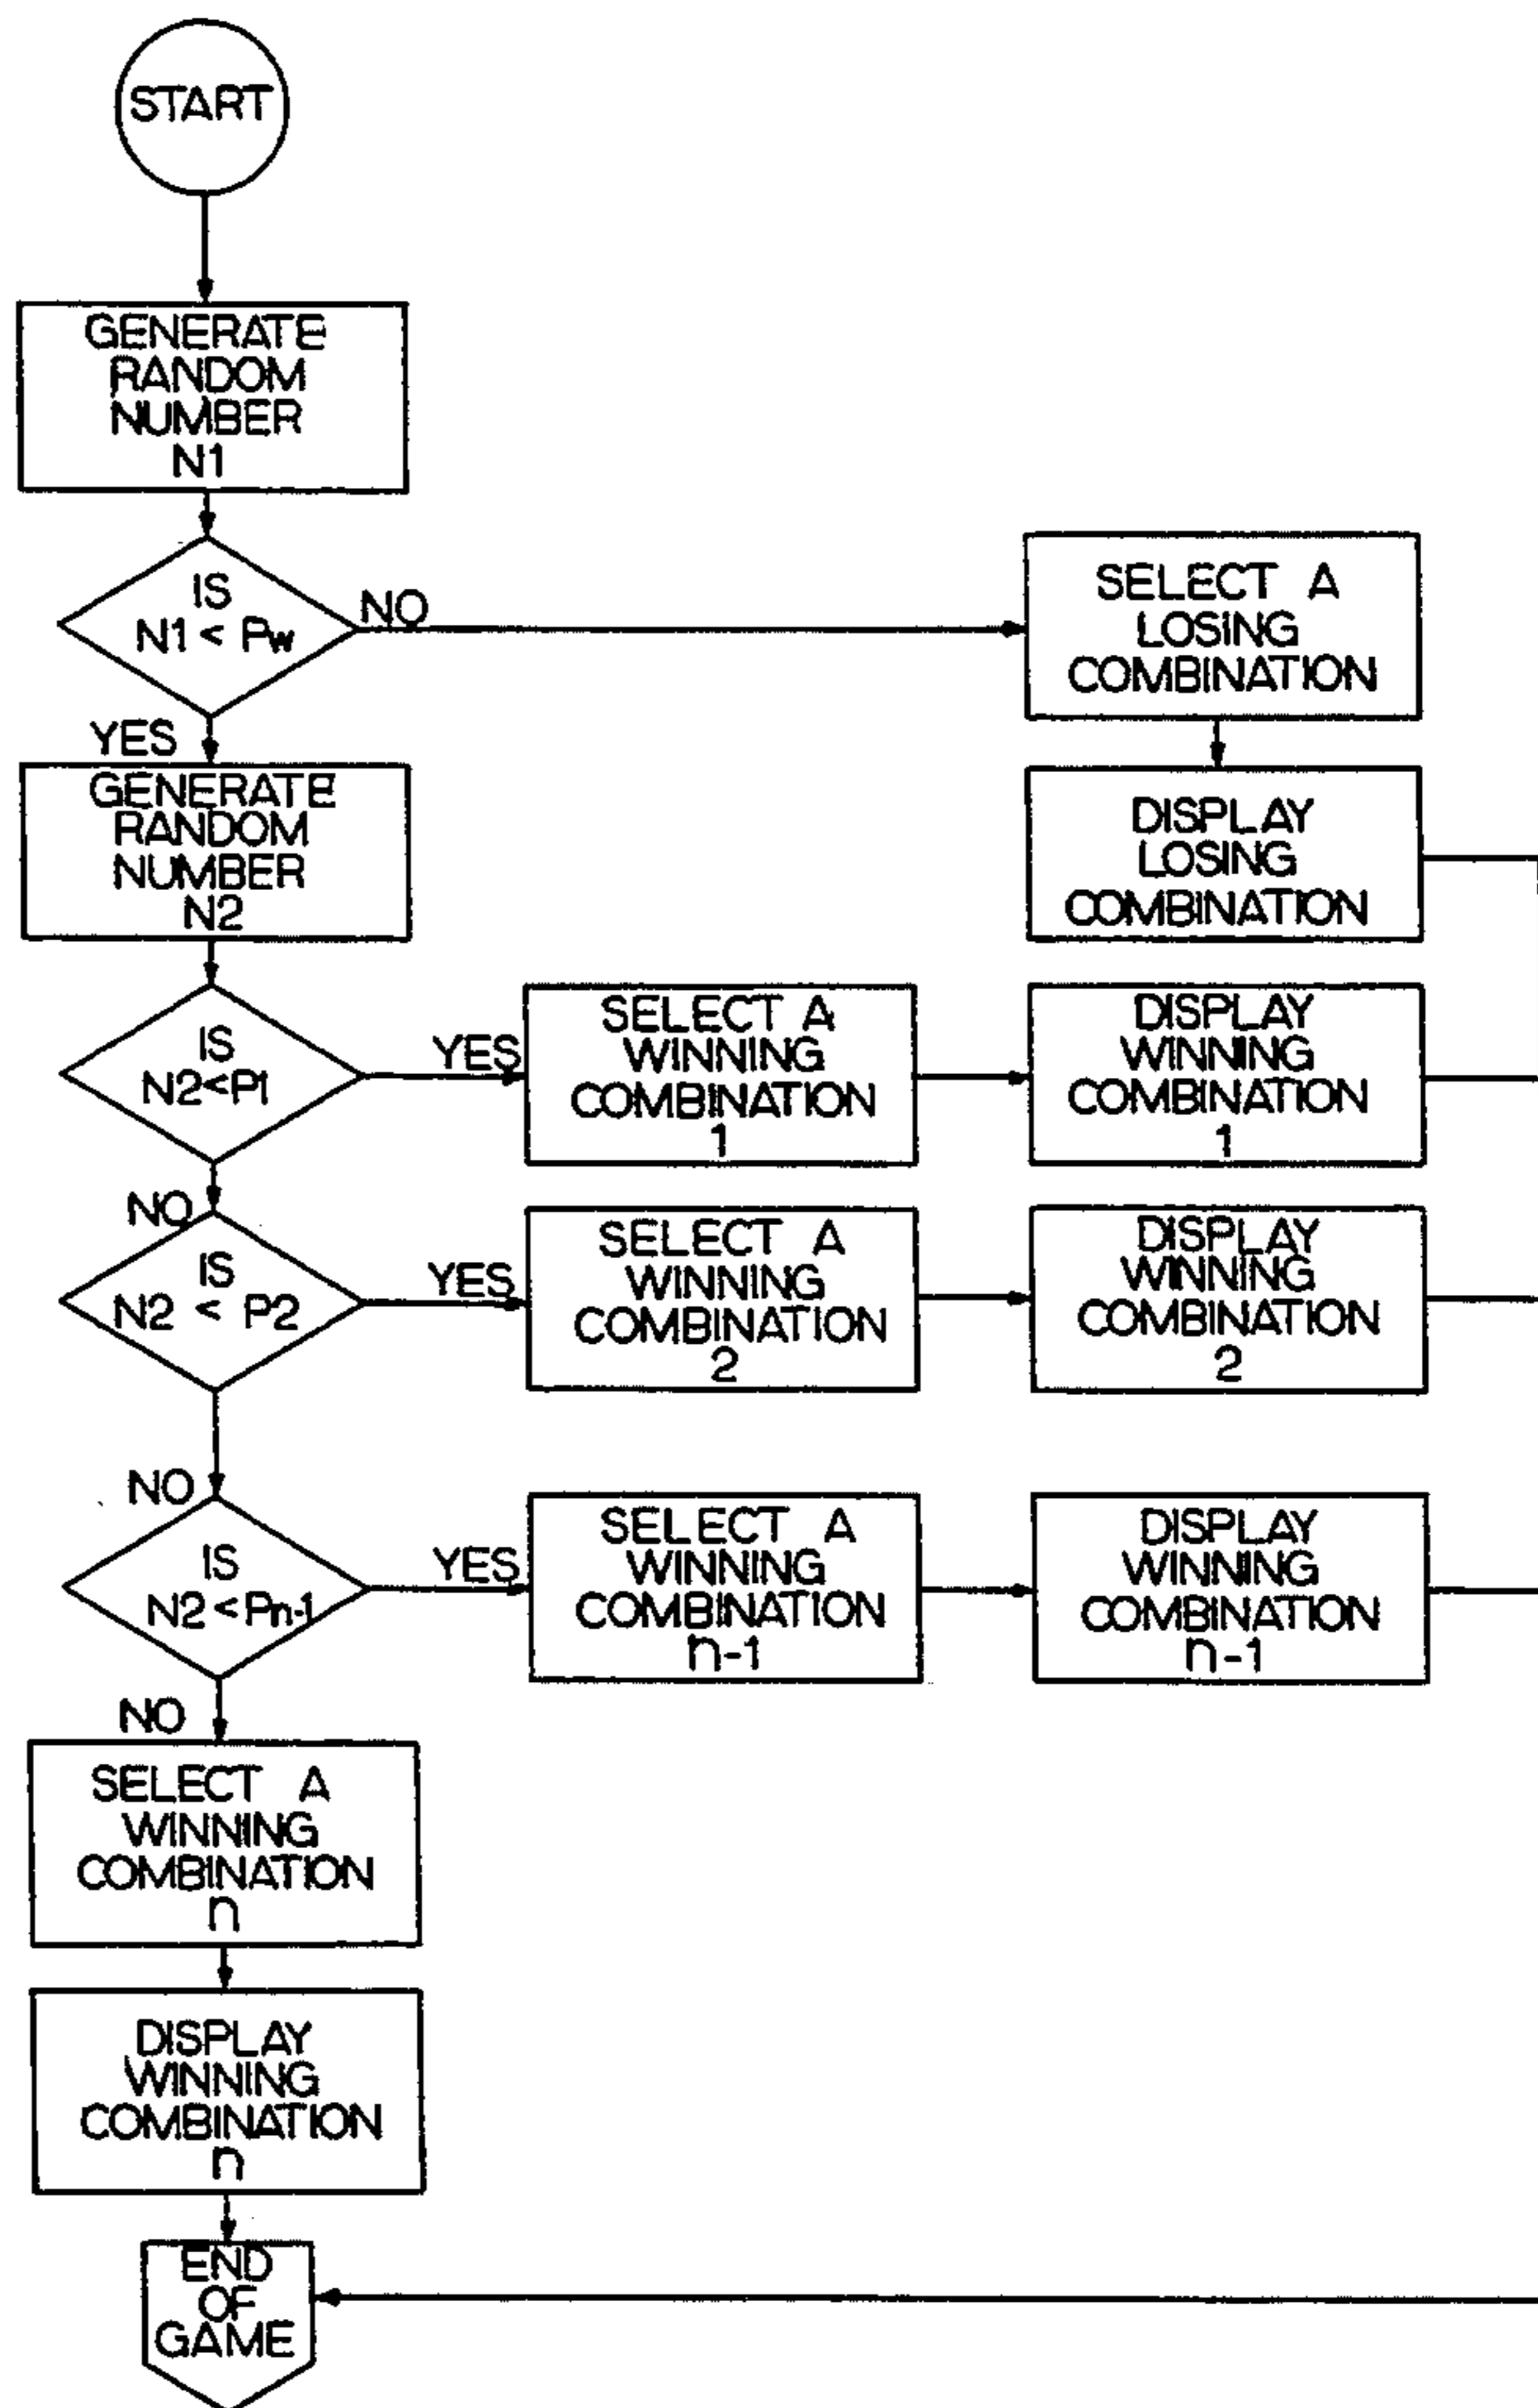 START
GENERATE
RANDOM
NUMBER
N1
IS
N1 < Pw
NO
SELECT A
LOSING
COMBINATION
YES
GENERATE
RANDOM
NUMBER
N2
DISPLAY
LOSING
COMBINATION
IS
N2<P1
YES
SELECT A
WINNING
COMBINATION
1
DISPLAY
WINNING
COMBINATION
1
NO
IS
N2 < P2
YES
SELECT A
WINNING
COMBINATION
2
DISPLAY
WINNING
COMBINATION
2
NO
IS
N2 < Pn-1
YES
SELECT A
WINNING
COMBINATION
n-1
DISPLAY
WINNING
COMBINATION
n-1
NO
SELECT A
WINNING
COMBINATION
n
DISPLAY
WINNING
COMBINATION
n
END
OF
GAME